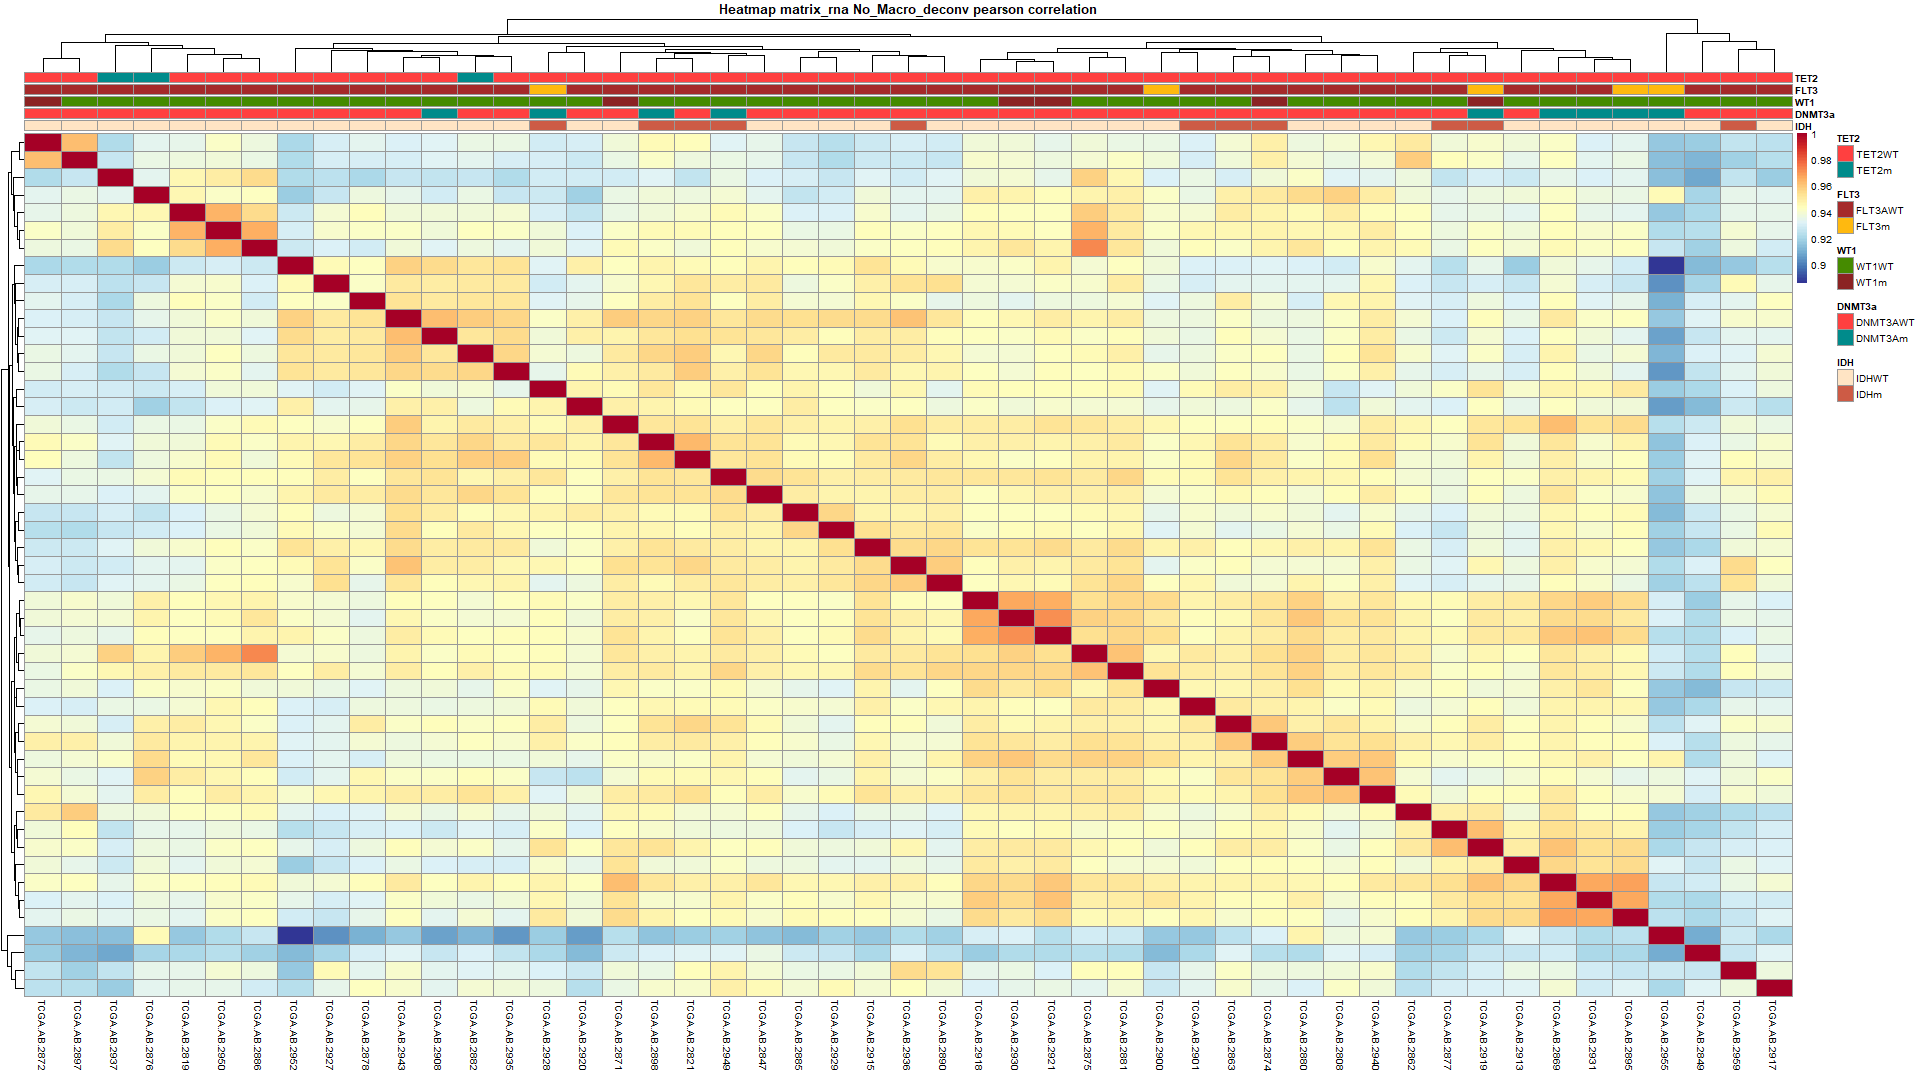 Heatmap matrix_rna No_Macro_deconv pearson correlation
TET2
FLT3
WT1
DNMT3a
IDH
1
0.98
0.96
0.94
0.92
0.9
TET2
TET2WT
TET2m
FLT3
FLT3AWT
FLT3m
WT1
WT1WT
WT1m
DNMT3a
DNMT3AWT
DNMT3Am
IDH
IDHWT
IDHm
TCGA.AB.2872
TCGA.AB.2897
TCGA.AB.2937
TCGA.AB.2876
TCGA.AB.2819
TCGA.AB.2950
TCGA.AB.2886
TCGA.AB.2952
TCGA.AB.2927
TCGA.AB.2878
TCGA.AB.2943
TCGA.AB.2908
TCGA.AB.2882
TCGA.AB.2935
TCGA.AB.2928
TCGA.AB.2920
TCGA.AB.2871
TCGA.AB.2898
TCGA.AB.2821
TCGA.AB.2949
TCGA.AB.2847
TCGA.AB.2885
TCGA.AB.2929
TCGA.AB.2915
TCGA.AB.2936
TCGA.AB.2890
TCGA.AB.2918
TCGA.AB.2930
TCGA.AB.2921
TCGA.AB.2875
TCGA.AB.2881
TCGA.AB.2900
TCGA.AB.2901
TCGA.AB.2863
TCGA.AB.2874
TCGA.AB.2880
TCGA.AB.2808
TCGA.AB.2940
TCGA.AB.2862
TCGA.AB.2877
TCGA.AB.2919
TCGA.AB.2913
TCGA.AB.2869
TCGA.AB.2931
TCGA.AB.2895
TCGA.AB.2955
TCGA.AB.2849
TCGA.AB.2959
TCGA.AB.2917